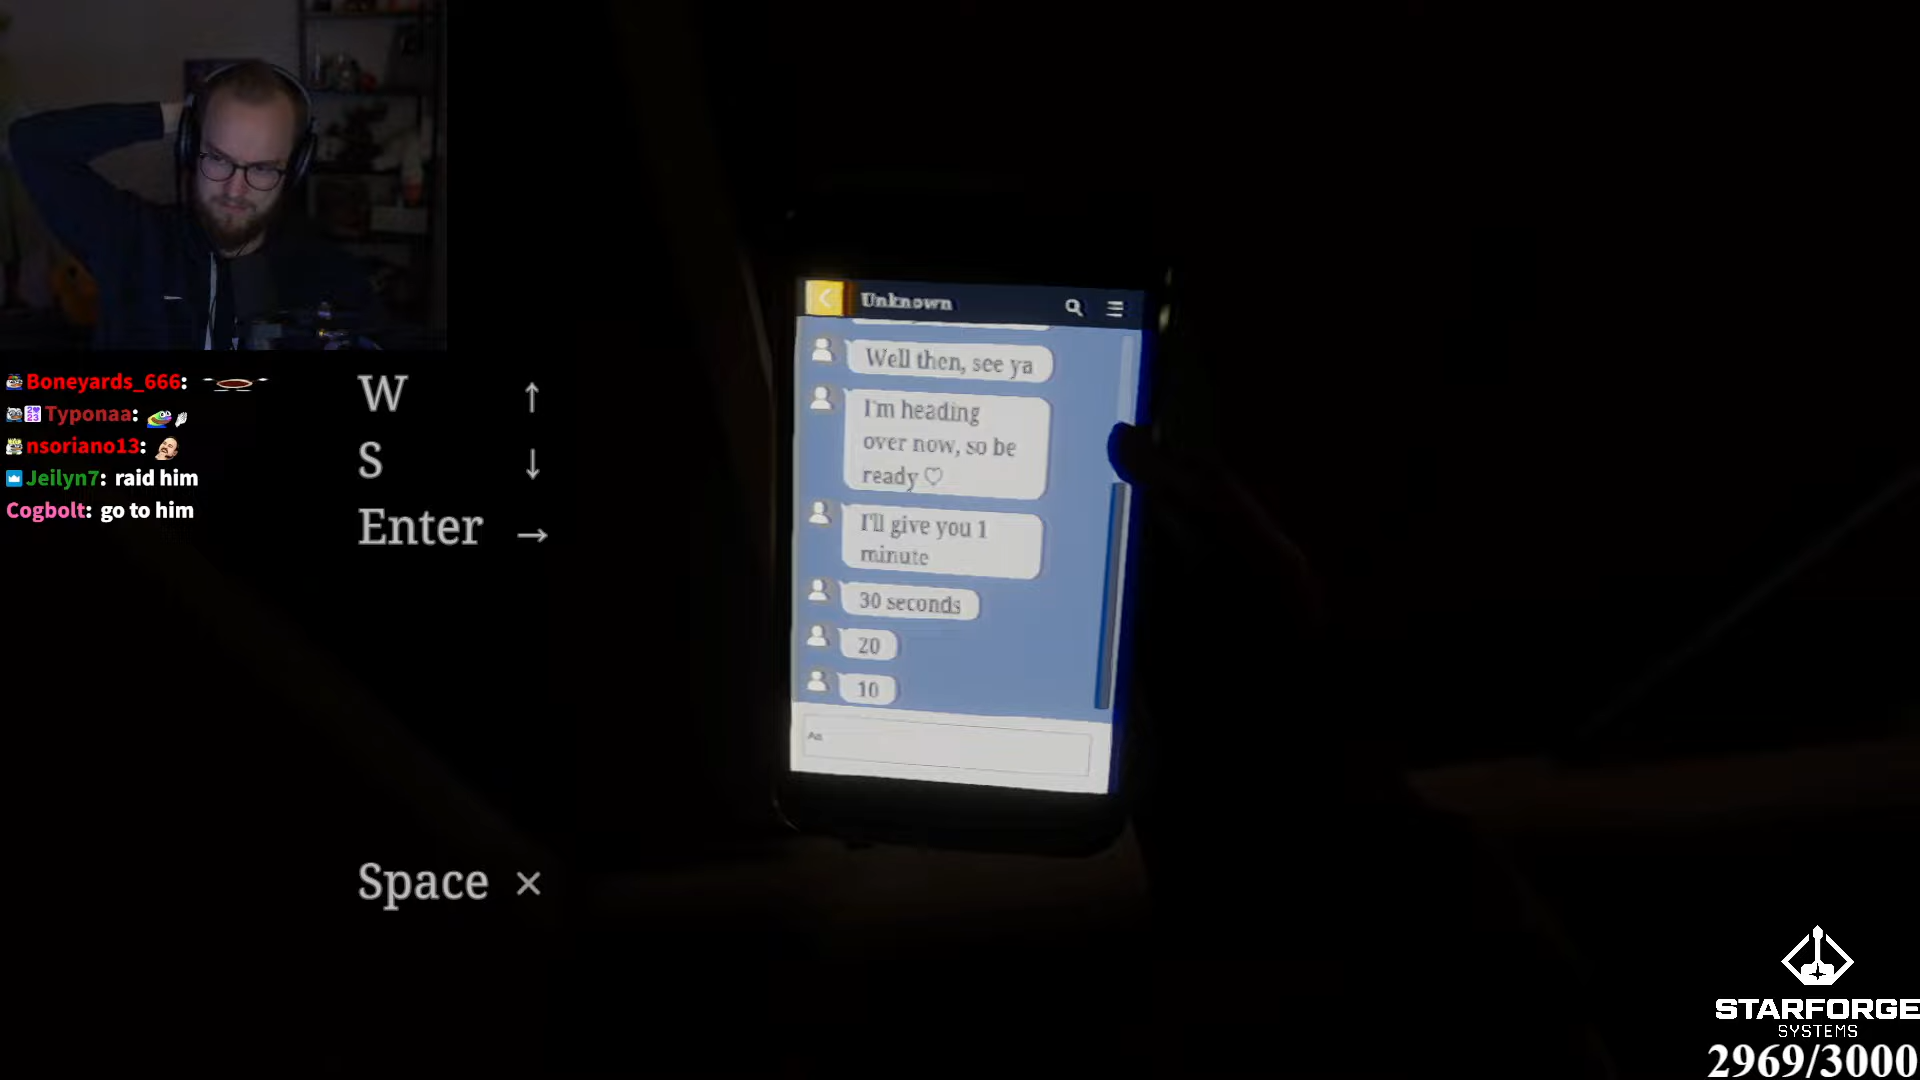 Boneyards_666:
Typonaa:
nsoriano13:
Jeilyn7: raid him
Cogbolt: go to him
W ↑
S ↓
Enter →
Space ×
Unknown
Well then, see ya
I'm heading
over now, so be
ready ♡
I'll give you 1
minute
30 seconds
20
10
Aa
STARFORGE
SYSTEMS
2969/3000